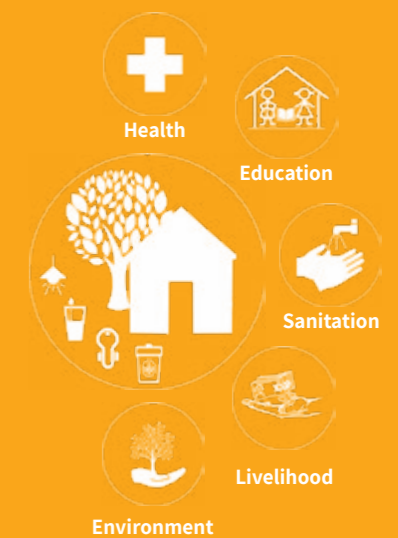 Health
Education
Sanitation
Livelihood
Environment